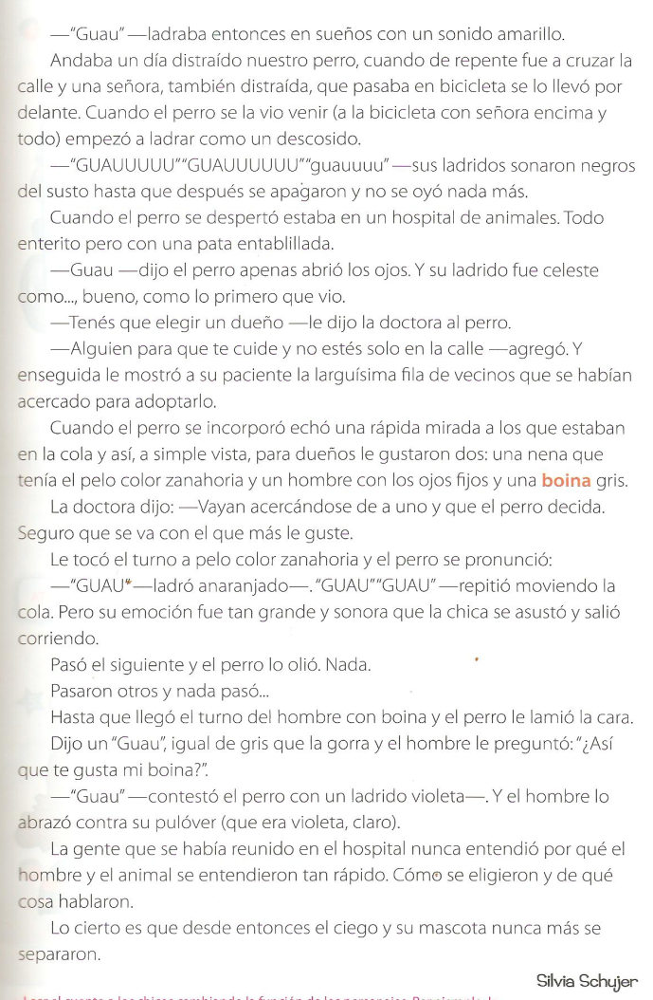 —“Guau” —ladraba entonces en sueños con un sonido amarillo.
Andaba un día distraído nuestro perro, cuando de repente fue a cruzar la
calle y una señora, también distraída, que pasaba en bicicleta se lo llevó por
delante. Cuando el perro se la vio venir (a la bicicleta con señora encima y
todo) empezó a ladrar como un descosido.
—“GUAUUUUU” “GUAUUUUUU” “guauuuu” —sus ladridos sonaron negros
del susto hasta que después se apagaron y no se oyó nada más.
Cuando el perro se despertó estaba en un hospital de animales. Todo
enterito pero con una pata entablillada.
—Guau —dijo el perro apenas abrió los ojos. Y su ladrido fue celeste
como..., bueno, como lo primero que vio.
—Tenés que elegir un dueño —le dijo la doctora al perro.
—Alguien para que te cuide y no estés solo en la calle —agregó. Y
enseguida le mostró a su paciente la larguísima fila de vecinos que se habían
acercado para adoptarlo.
Cuando el perro se incorporó echó una rápida mirada a los que estaban
en la cola y así, a simple vista, para dueños le gustaron dos: una nena que
tenía el pelo color zanahoria y un hombre con los ojos fijos y una boina gris.
La doctora dijo: —Vayan acercándose de a uno y que el perro decida.
Seguro que se va con el que más le guste.
Le tocó el turno a pelo color zanahoria y el perro se pronunció:
—“GUAU” —ladró anaranjado—. “GUAU” “GUAU” —repitió moviendo la
cola. Pero su emoción fue tan grande y sonora que la chica se asustó y salió
corriendo.
Pasó el siguiente y el perro lo olió. Nada.
Pasaron otros y nada pasó...
Hasta que llegó el turno del hombre con boina y el perro le lamió la cara.
Dijo un “Guau”, igual de gris que la gorra y el hombre le preguntó: “¿Así
que te gusta mi boina?”.
—“Guau” —contestó el perro con un ladrido violeta—. Y el hombre lo
abrazó contra su pulóver (que era violeta, claro).
La gente que se había reunido en el hospital nunca entendió por qué el
hombre y el animal se entendieron tan rápido. Cómo se eligieron y de qué
cosa hablaron.
Lo cierto es que desde entonces el ciego y su mascota nunca más se
separaron.
Silvia Schujer